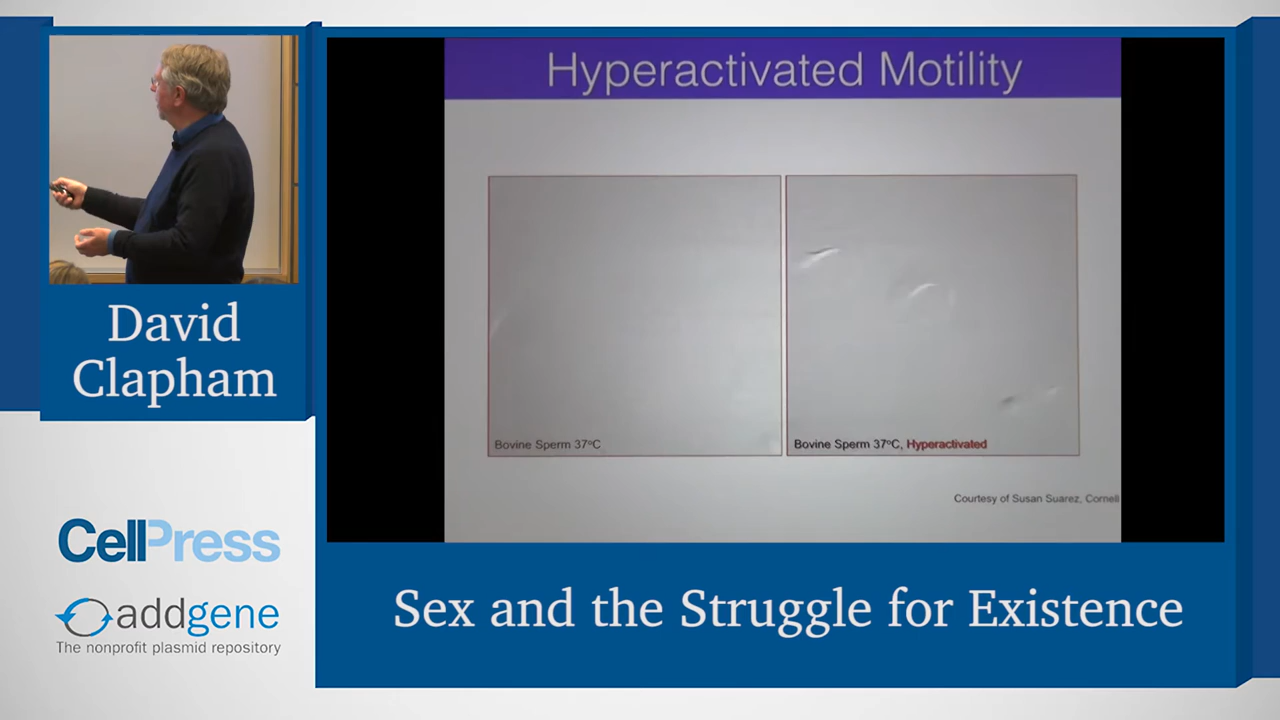 Hyperactivated Motility
Bovine Sperm 37°C
Bovine Sperm 37°C, Hyperactivated
Courtesy of Susan Suarez, Cornell
David
Clapham
CellPress
addgene
The nonprofit plasmid repository
Sex and the Struggle for Existence